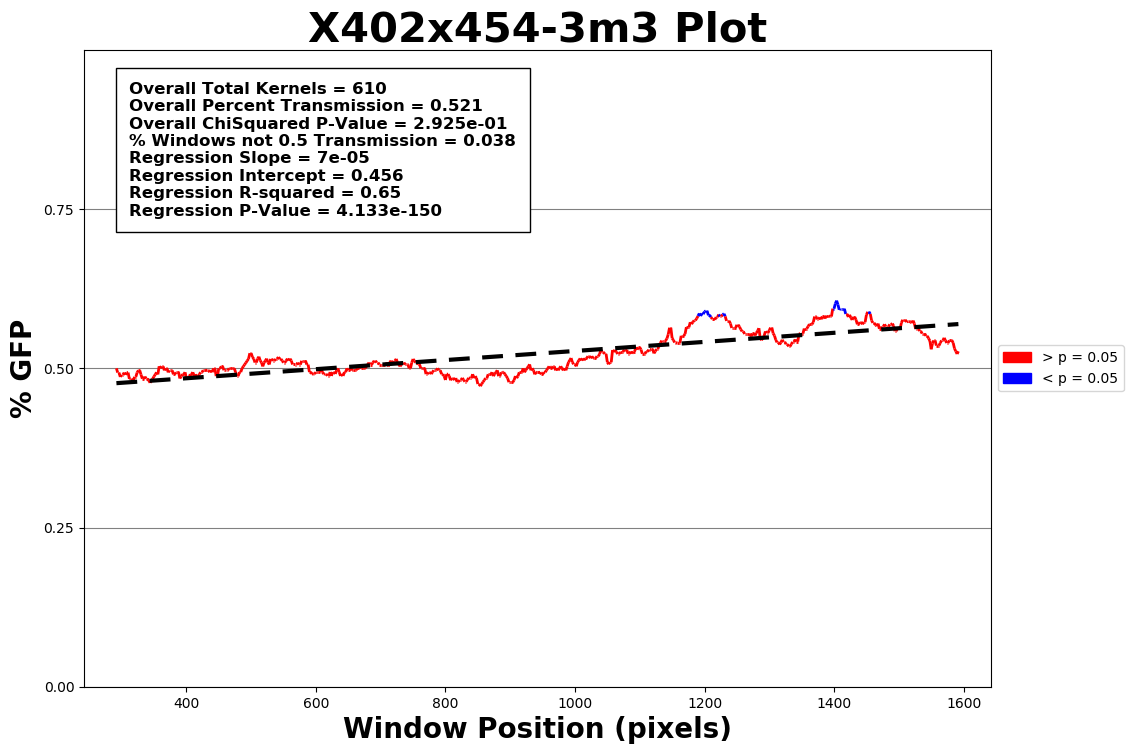 X402x454-3m3 Plot
Overall Total Kernels = 610
Overall Percent Transmission = 0.521
Overall ChiSquared P-Value = 2.925e-01
% Windows not 0.5 Transmission = 0.038
Regression Slope = 7e-05
Regression Intercept = 0.456
Regression R-squared = 0.65
Regression P-Value = 4.133e-150
0.75
0.50
0.25
0.00
% GFP
> p = 0.05
< p = 0.05
400 600 800 1000 1200 1400 1600
Window Position (pixels)